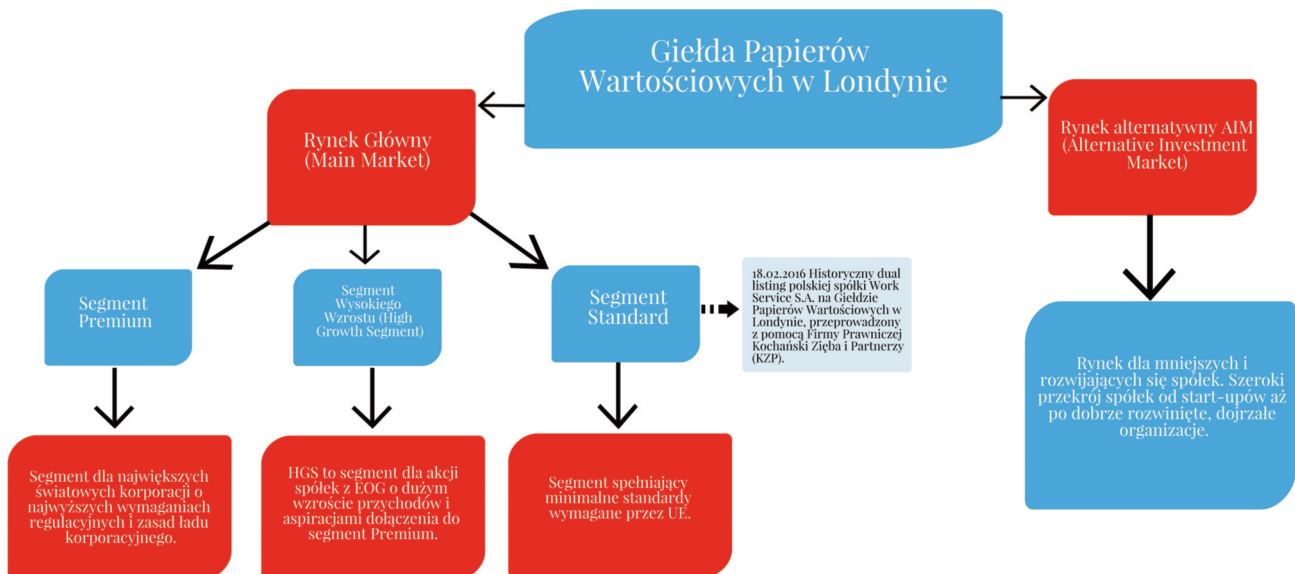 Giełda Papierów
Wartościowych w Londynie
Rynek Główny
(Main Market)
Rynek alternatywny AIM
(Alternative Investment
Market)
Segment
Premium
Segment
Wysokiego
Wzrostu (High
Growth Segment)
Segment
Standard
18.02.2016 Historyczny dual
listing polskiej spółki Work
Service S.A. na Giełdzie
Papierów Wartościowych w
Londynie, przeprowadzony
z pomocą Firmy Prawniczej
Kochański Zięba i Partnerzy
(KZP).
Segment dla największych
światowych korporacji o
najwyższych wymaganiach
regulacyjnych i zasad ładu
korporacyjnego.
HGS to segment dla akcji
spółek z EOG o dużym
wzroście przychodów i
aspiracjami dołączenia do
segment Premium.
Segment spełniający
minimalne standardy
wymagane przez UE.
Rynek dla mniejszych i
rozwijających się spółek. Szeroki
przekrój spółek od start-upów aż
po dobrze rozwinięte, dojrzałe
organizacje.